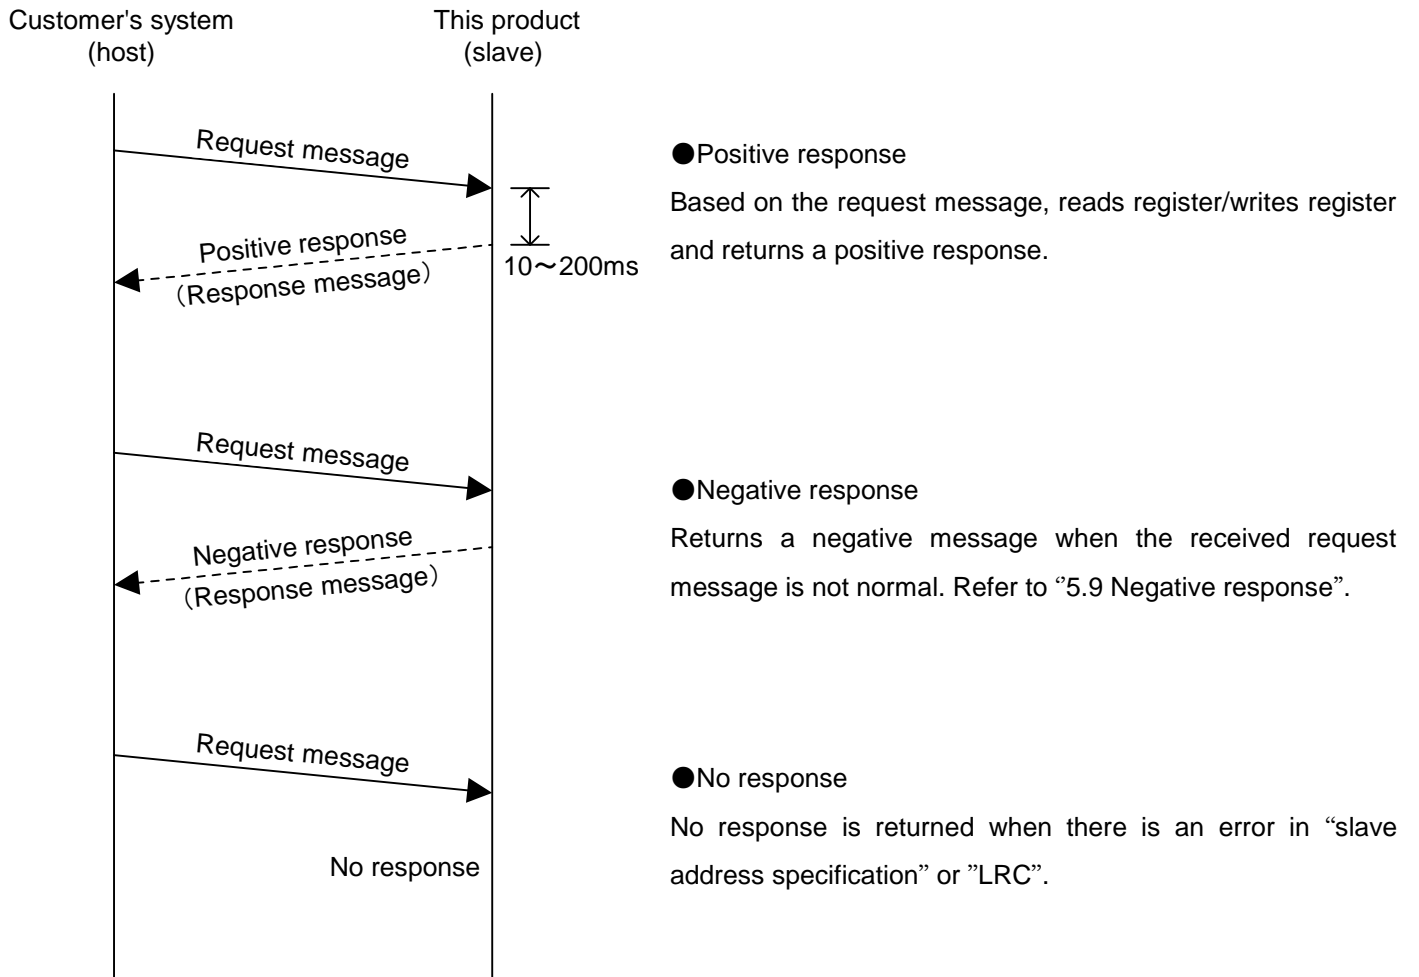 Customer's system
(host)
This product
(slave)
Request message
●Positive response
Based on the request message, reads register/writes register
and returns a positive response.
Positive response
(Response message)
10～200ms
Request message
●Negative response
Returns a negative message when the received request
message is not normal. Refer to “5.9 Negative response”.
Negative response
(Response message)
Request message
●No response
No response is returned when there is an error in “slave
address specification” or ”LRC”.
No response